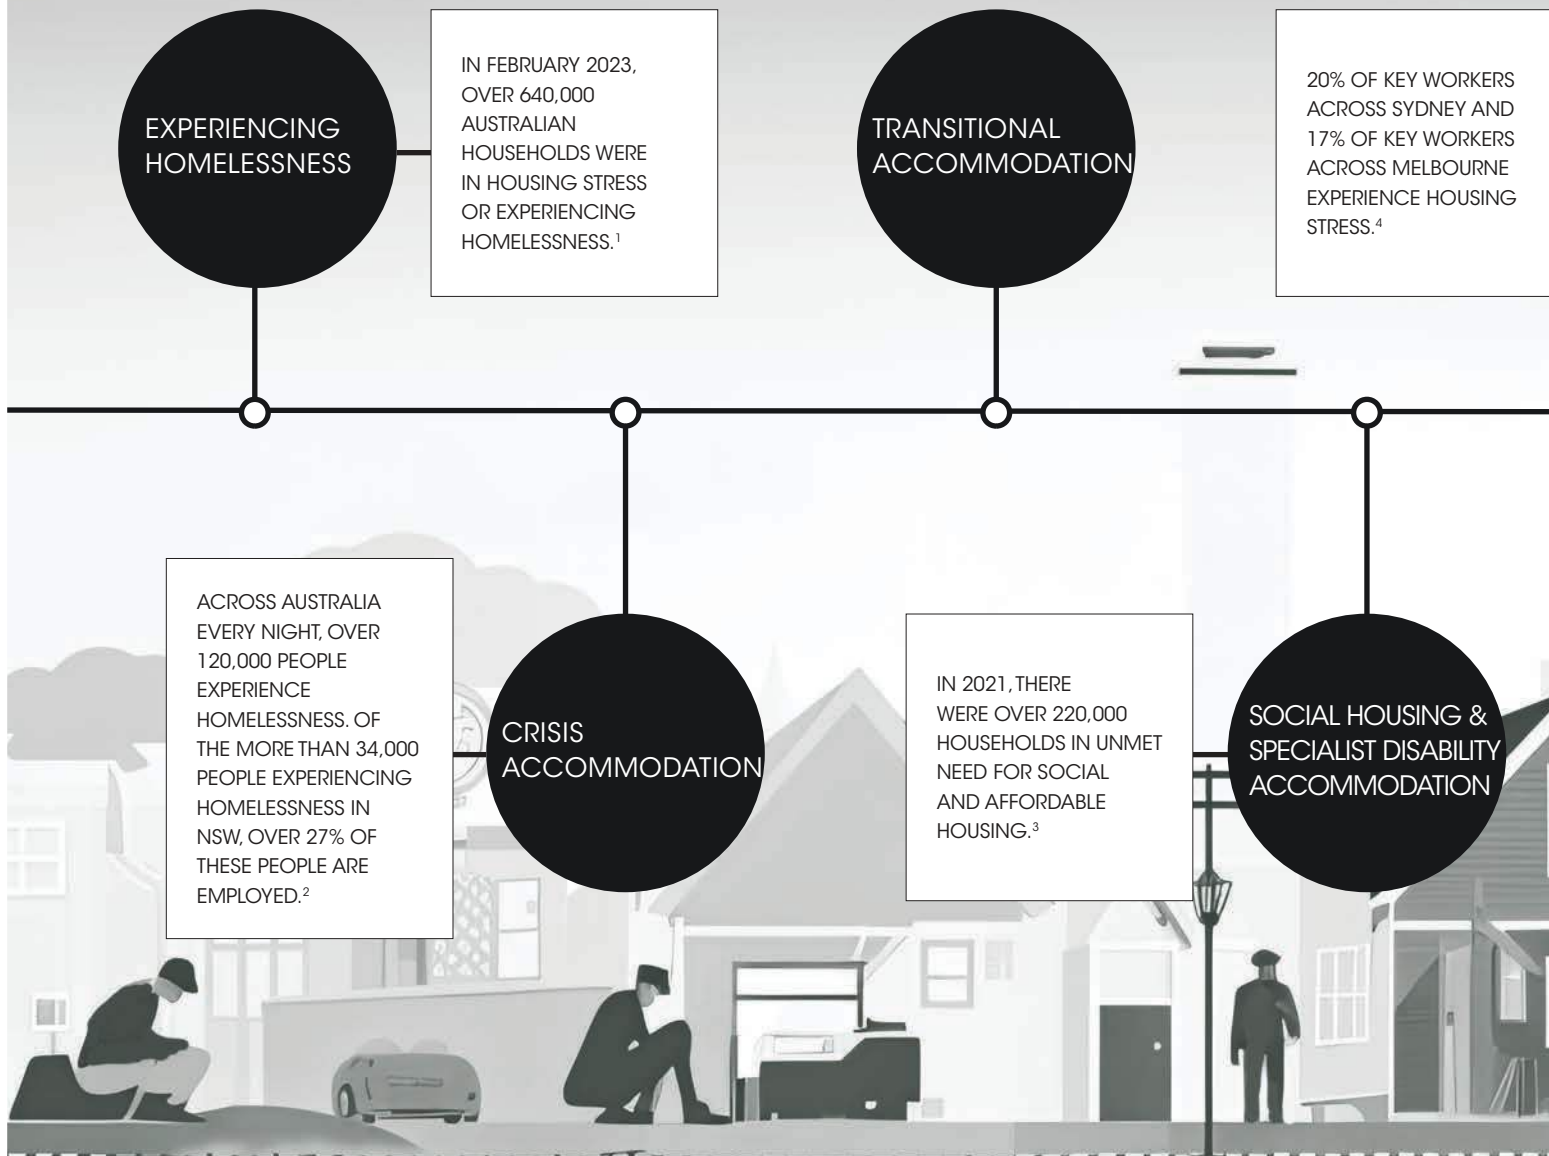 EXPERIENCING
HOMELESSNESS
IN FEBRUARY 2023,
OVER 640,000
AUSTRALIAN
HOUSEHOLDS WERE
IN HOUSING STRESS
OR EXPERIENCING
HOMELESSNESS.¹
TRANSITIONAL
ACCOMMODATION
20% OF KEY WORKERS
ACROSS SYDNEY AND
17% OF KEY WORKERS
ACROSS MELBOURNE
EXPERIENCE HOUSING
STRESS.⁴
ACROSS AUSTRALIA
EVERY NIGHT, OVER
120,000 PEOPLE
EXPERIENCE
HOMELESSNESS. OF
THE MORE THAN 34,000
PEOPLE EXPERIENCING
HOMELESSNESS IN
NSW, OVER 27% OF
THESE PEOPLE ARE
EMPLOYED.²
CRISIS
ACCOMMODATION
IN 2021, THERE
WERE OVER 220,000
HOUSEHOLDS IN UNMET
NEED FOR SOCIAL
AND AFFORDABLE
HOUSING.³
SOCIAL HOUSING &
SPECIALIST DISABILITY
ACCOMMODATION